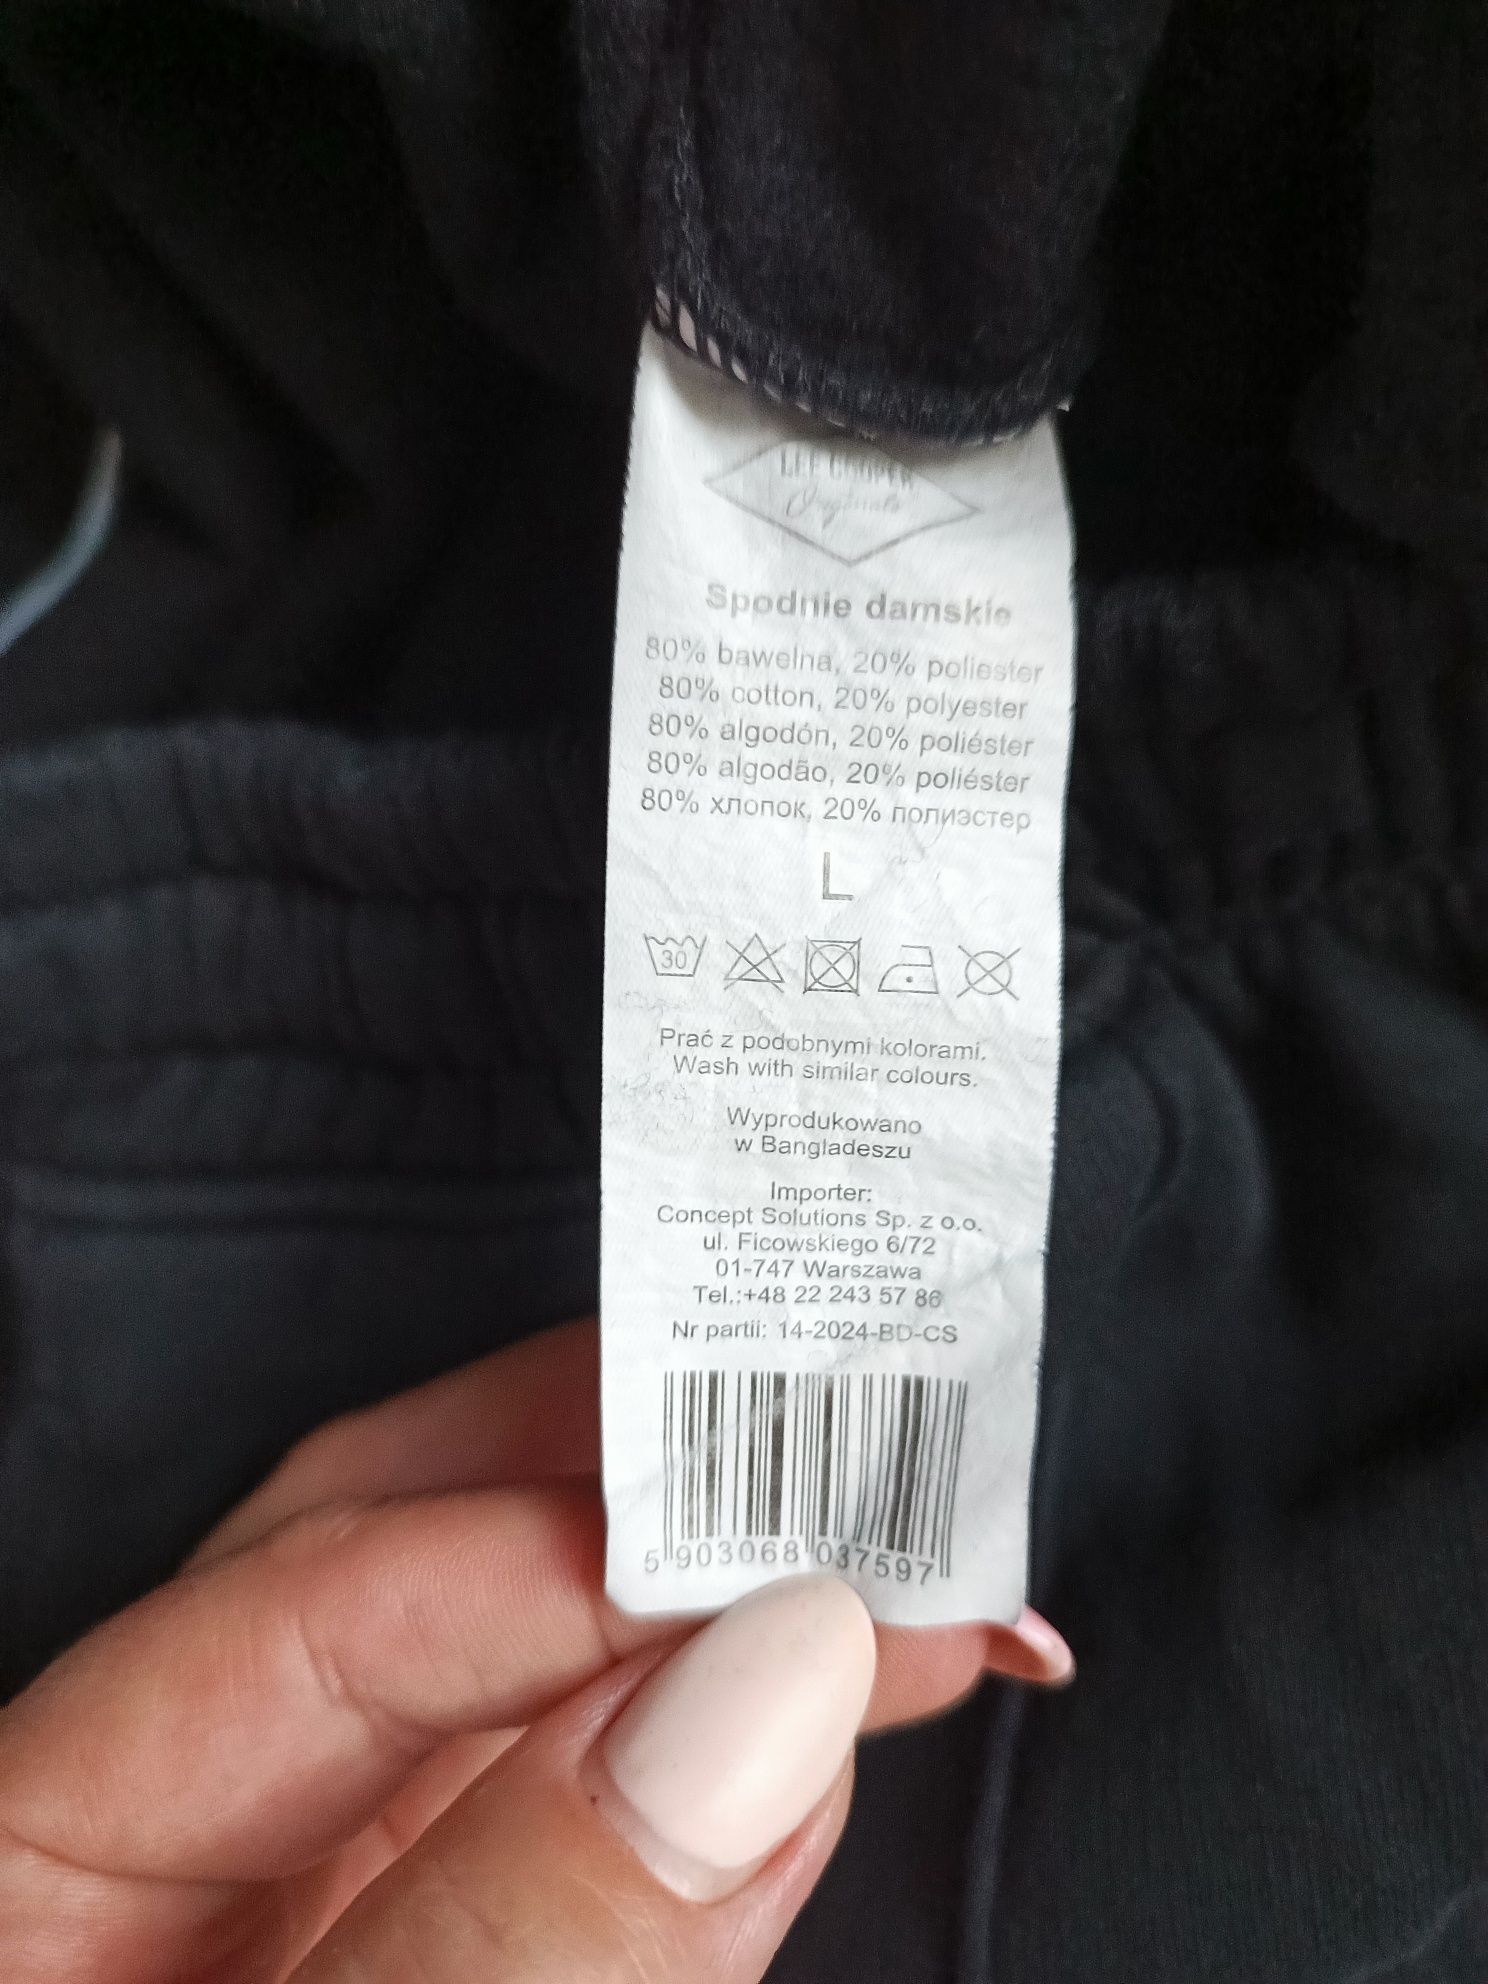 LEE COOPER
Originals
Spodnie damskie
80% bawelna, 20% poliester
80% cotton, 20% polyester
80% algodón, 20% poliéster
80% algodão, 20% poliéster
80% хлопок, 20% полиэстер
L
30
Prać z podobnymi kolorami.
Wash with similar colours.
Wyprodukowano
w Bangladeszu
Importer:
Concept Solutions Sp. z o.o.
ul. Ficowskiego 6/72
01-747 Warszawa
Tel.:+48 22 243 57 86
Nr partii: 14-2024-BD-CS
5 903068 037597